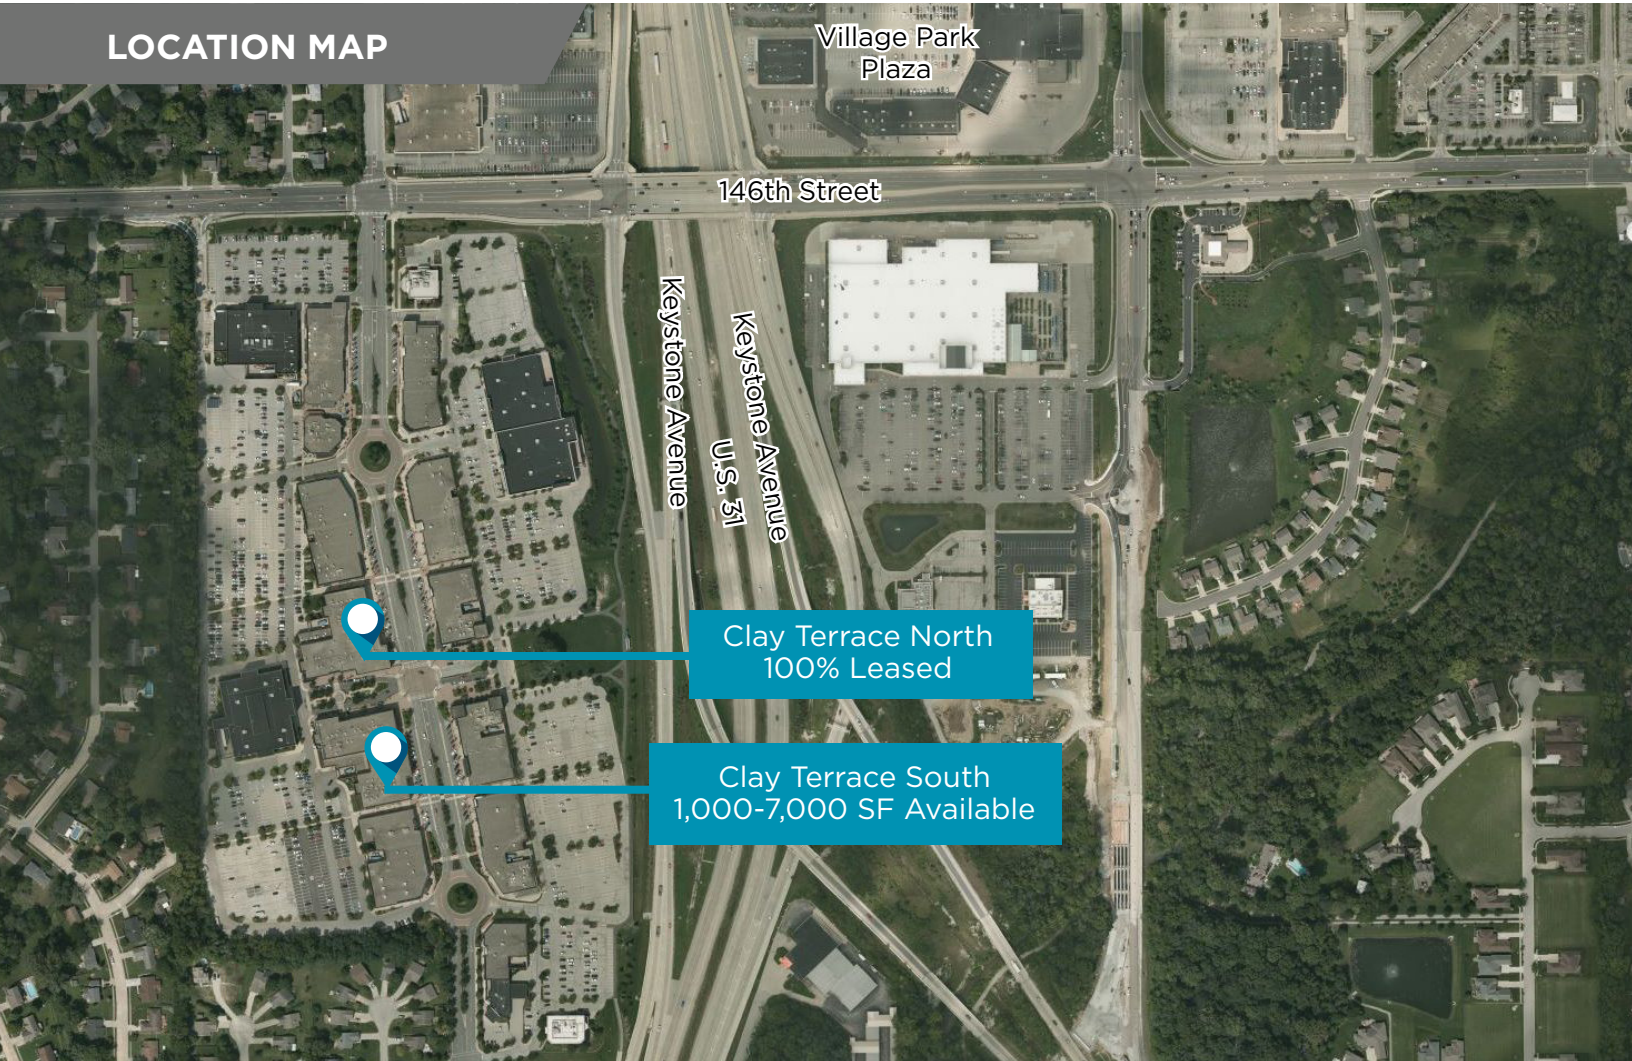 LOCATION MAP
Village Park
Plaza
146th Street
Keystone Avenue
Keystone Avenue
U.S. 31
Clay Terrace North
100% Leased
Clay Terrace South
1,000-7,000 SF Available